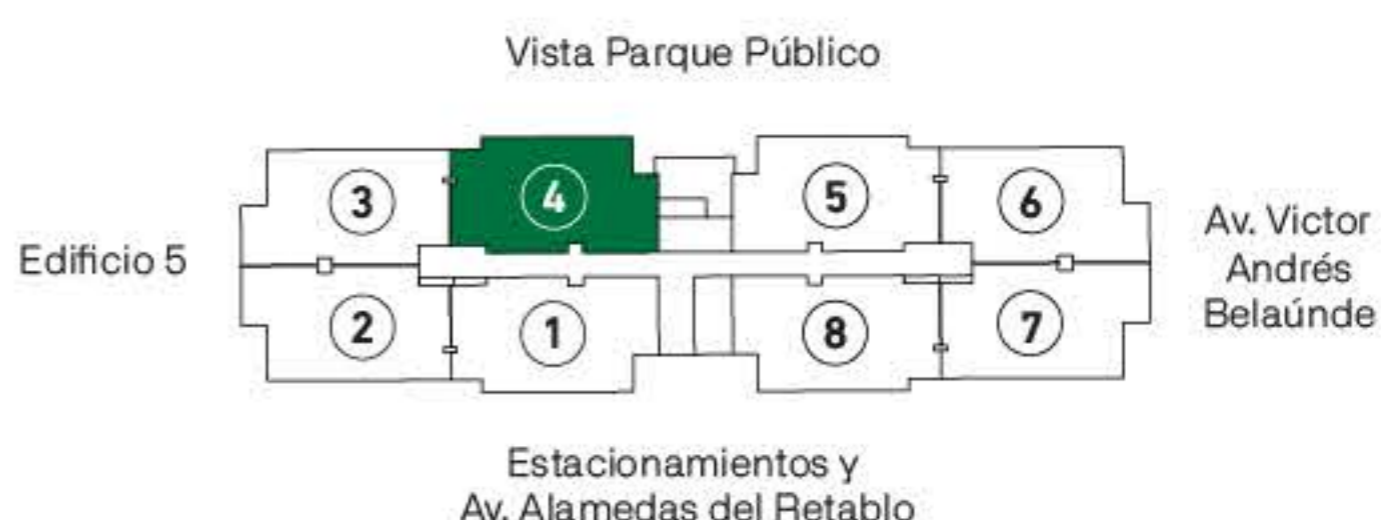 Vista Parque Público
3
4
5
6
Edificio 5
Av. Victor
Andrés
Belaúnde
2
1
8
7
Estacionamientos y
Av. Alamedas del Retablo